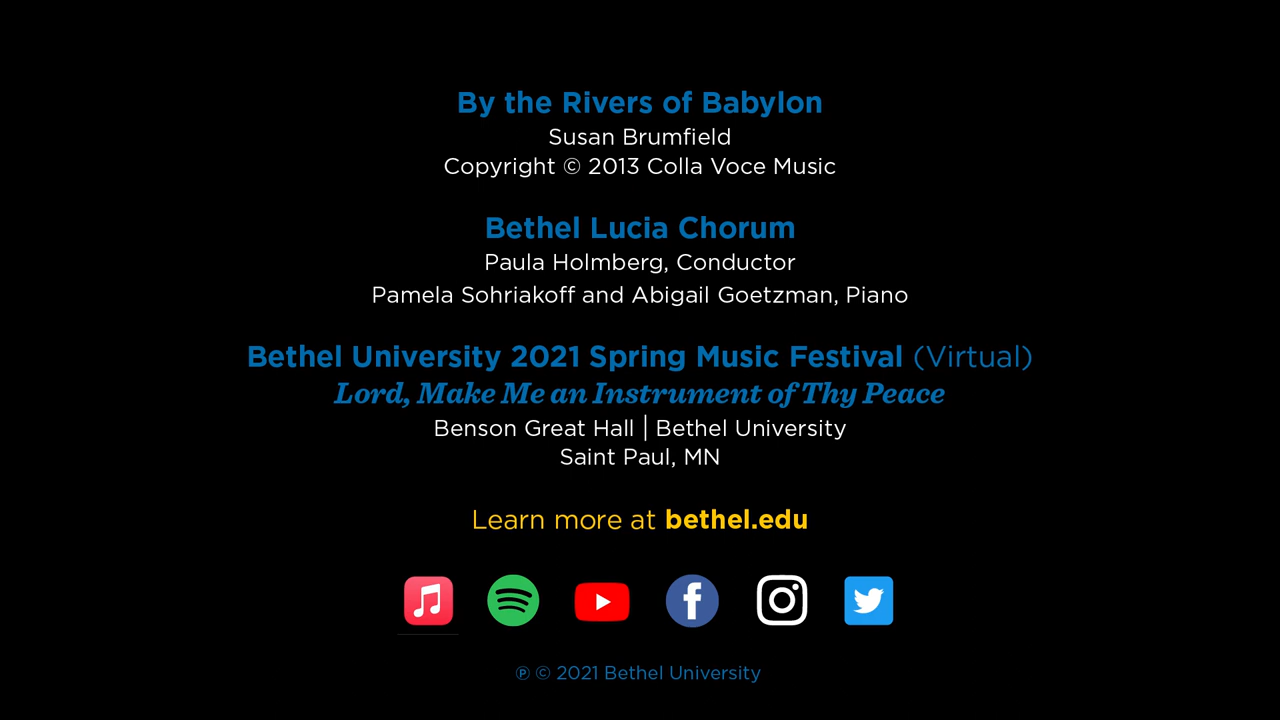 By the Rivers of Babylon
Susan Brumfield
Copyright © 2013 Colla Voce Music
Bethel Lucia Chorum
Paula Holmberg, Conductor
Pamela Sohriakoff and Abigail Goetzman, Piano
Bethel University 2021 Spring Music Festival (Virtual)
Lord, Make Me an Instrument of Thy Peace
Benson Great Hall | Bethel University
Saint Paul, MN
Learn more at bethel.edu
℗ © 2021 Bethel University